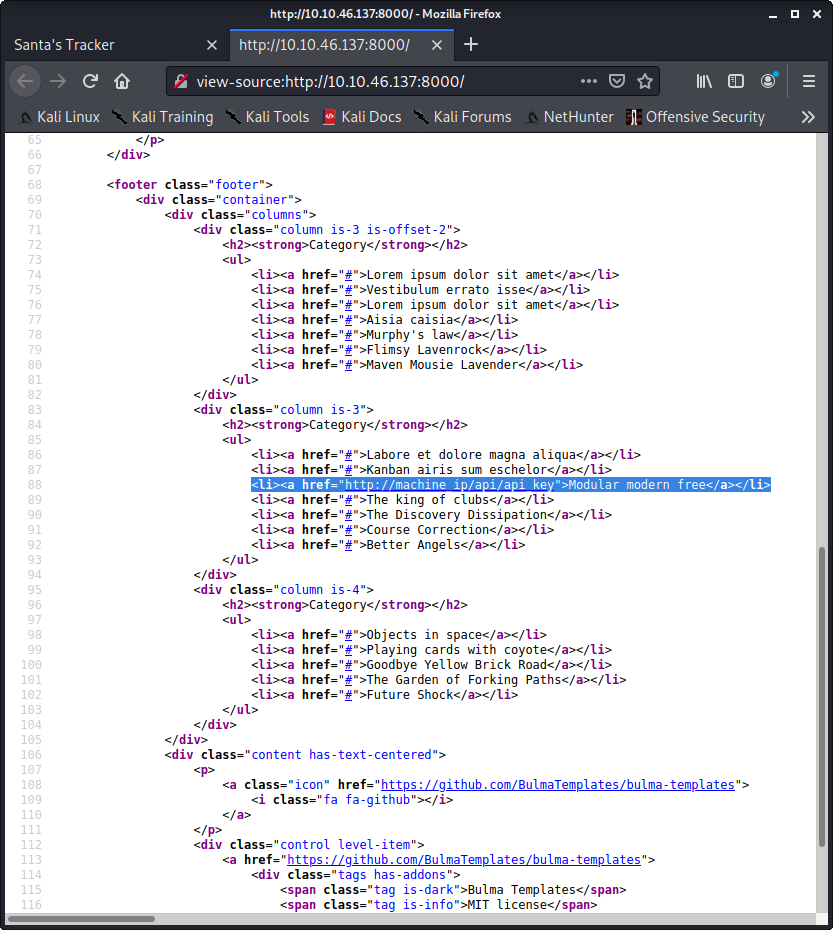 http://10.10.46.137:8000/ - Mozilla Firefox
Santa's Tracker
http://10.10.46.137:8000/
view-source:http://10.10.46.137:8000/
Kali Linux Kali Training Kali Tools Kali Docs Kali Forums NetHunter Offensive Security
65 </p>
66 </div>
67
68 <footer class="footer">
69 <div class="container">
70 <div class="columns">
71 <div class="column is-3 is-offset-2">
72 <h2><strong>Category</strong></h2>
73 <ul>
74 <li><a href="#">Lorem ipsum dolor sit amet</a></li>
75 <li><a href="#">Vestibulum errato isse</a></li>
76 <li><a href="#">Lorem ipsum dolor sit amet</a></li>
77 <li><a href="#">Aisia caisia</a></li>
78 <li><a href="#">Murphy's law</a></li>
79 <li><a href="#">Flimsy Lavenrock</a></li>
80 <li><a href="#">Maven Mousie Lavender</a></li>
81 </ul>
82 </div>
83 <div class="column is-3">
84 <h2><strong>Category</strong></h2>
85 <ul>
86 <li><a href="#">Labore et dolore magna aliqua</a></li>
87 <li><a href="#">Kanban airis sum eschelor</a></li>
88 <li><a href="http://machine_ip/api/api_key">Modular modern free</a></li>
89 <li><a href="#">The king of clubs</a></li>
90 <li><a href="#">The Discovery Dissipation</a></li>
91 <li><a href="#">Course Correction</a></li>
92 <li><a href="#">Better Angels</a></li>
93 </ul>
94 </div>
95 <div class="column is-4">
96 <h2><strong>Category</strong></h2>
97 <ul>
98 <li><a href="#">Objects in space</a></li>
99 <li><a href="#">Playing cards with coyote</a></li>
100 <li><a href="#">Goodbye Yellow Brick Road</a></li>
101 <li><a href="#">The Garden of Forking Paths</a></li>
102 <li><a href="#">Future Shock</a></li>
103 </ul>
104 </div>
105 </div>
106 <div class="content has-text-centered">
107 <p>
108 <a class="icon" href="https://github.com/BulmaTemplates/bulma-templates">
109 <i class="fa fa-github"></i>
110 </a>
111 </p>
112 <div class="control level-item">
113 <a href="https://github.com/BulmaTemplates/bulma-templates">
114 <div class="tags has-addons">
115 <span class="tag is-dark">Bulma Templates</span>
116 <span class="tag is-info">MIT license</span>